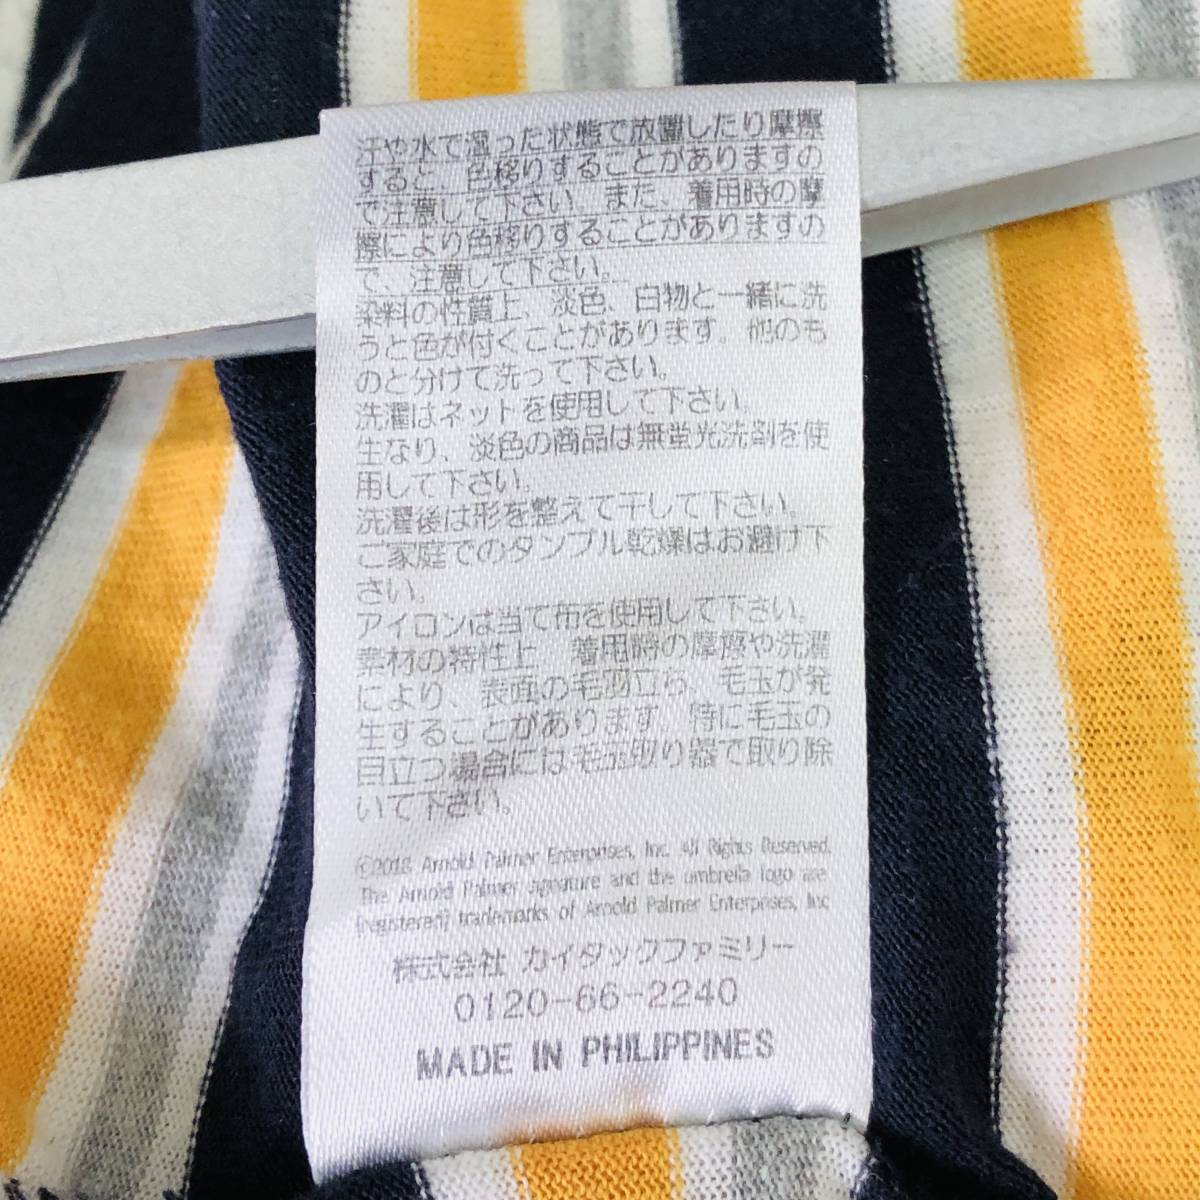 汗や水で湿った状態で放置したり摩擦
すると、色移りすることがありますの
で注意して下さい。また、着用時の摩
擦により色移りすることがありますの
で、注意して下さい。
染料の性質上、淡色、白物と一緒に洗
うと色が付くことがあります。他のも
のと分けて洗って下さい。
洗濯はネットを使用して下さい。
生なり、淡色の商品は無蛍光洗剤を使
用して下さい。
洗濯後は形を整えて干して下さい。
ご家庭でのタンブル乾燥はお避け下
さい。
アイロンは当て布を使用して下さい。
素材の特性上、着用時の摩擦や洗濯
により、表面の毛羽立ち、毛玉が発
生することがあります。特に毛玉の
目立つ場合には毛玉取り器で取り除
いて下さい。
©2018 Arnold Palmer Enterprises, Inc. All Rights Reserved.
The Arnold Palmer signature and the umbrella logo are
(registered) trademarks of Arnold Palmer Enterprises, Inc
株式会社 カイタックファミリー
0120-66-2240
MADE IN PHILIPPINES